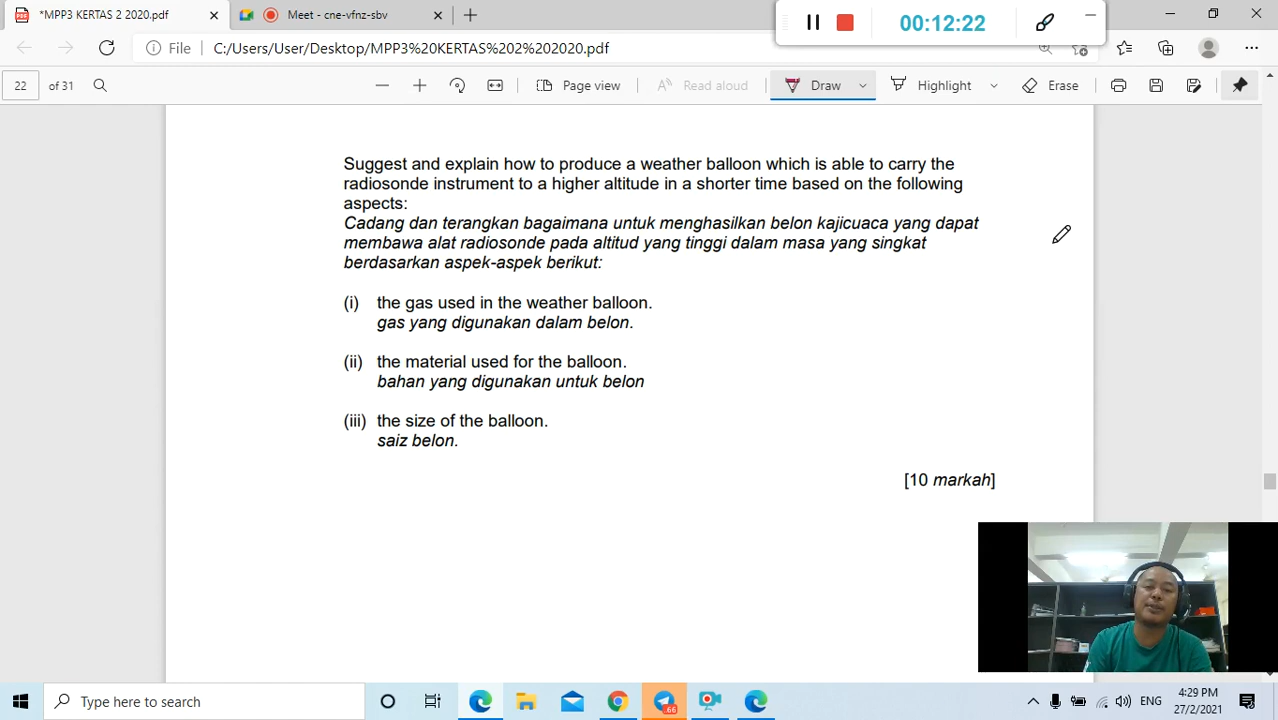 *MPP3 KERTAS 2 2020.pdf
Meet - cne-vfnz-sbv
00:12:22
File
C:/Users/User/Desktop/MPP3%20KERTAS%202%202020.pdf
22
of 31
Page view
Read aloud
Draw
Highlight
Erase
Suggest and explain how to produce a weather balloon which is able to carry the
radiosonde instrument to a higher altitude in a shorter time based on the following
aspects:
Cadang dan terangkan bagaimana untuk menghasilkan belon kajicuaca yang dapat
membawa alat radiosonde pada altitud yang tinggi dalam masa yang singkat
berdasarkan aspek-aspek berikut:
(i) the gas used in the weather balloon.
gas yang digunakan dalam belon.
(ii) the material used for the balloon.
bahan yang digunakan untuk belon
(iii) the size of the balloon.
saiz belon.
[10 markah]
Type here to search
66
ENG
4:29 PM
27/2/2021